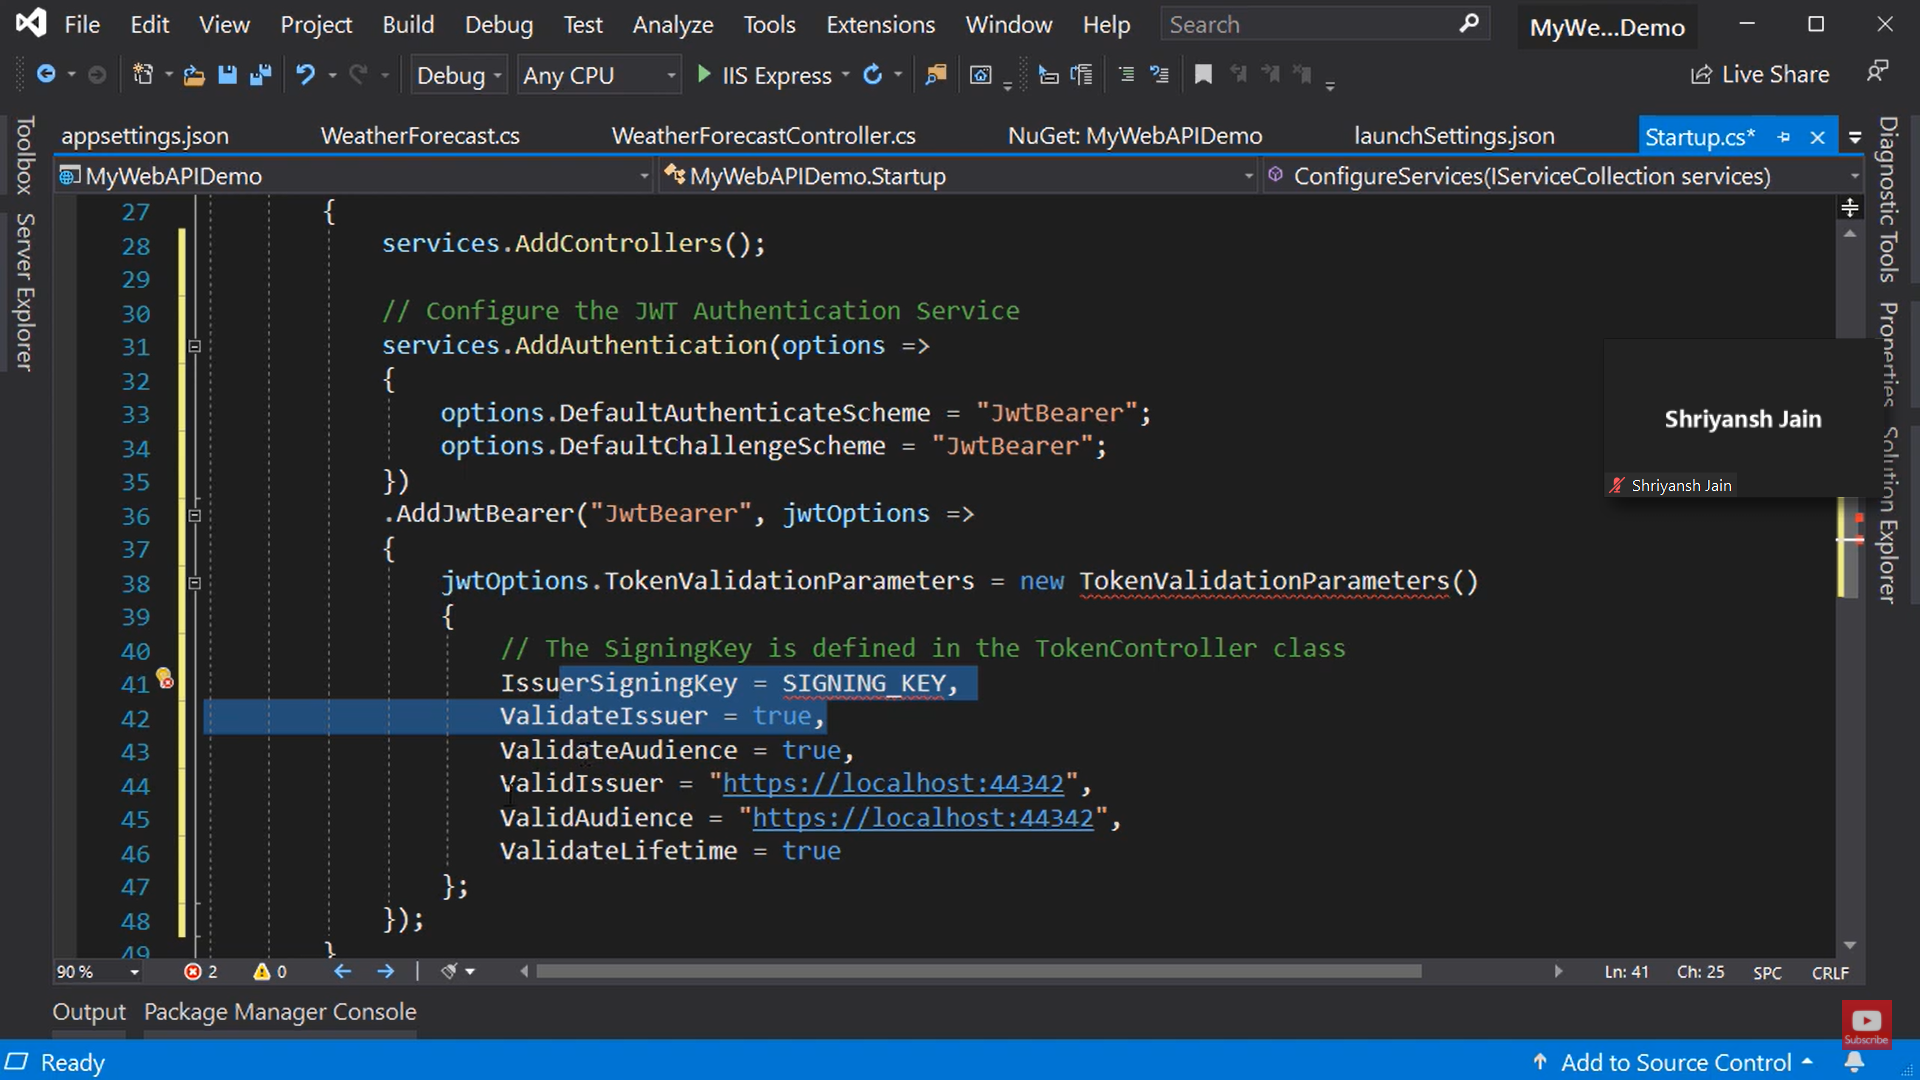 File Edit View Project Build Debug Test Analyze Tools Extensions Window Help Search MyWe...Demo
Debug Any CPU IIS Express Live Share
appsettings.json WeatherForecast.cs WeatherForecastController.cs NuGet: MyWebAPIDemo launchSettings.json Startup.cs*
MyWebAPIDemo MyWebAPIDemo.Startup ConfigureServices(IServiceCollection services)
Toolbox
Server Explorer
27 {
28 services.AddControllers();
29
30 // Configure the JWT Authentication Service
31 services.AddAuthentication(options =>
32 {
33 options.DefaultAuthenticateScheme = "JwtBearer";
34 options.DefaultChallengeScheme = "JwtBearer";
35 })
36 .AddJwtBearer("JwtBearer", jwtOptions =>
37 {
38 jwtOptions.TokenValidationParameters = new TokenValidationParameters()
39 {
40 // The SigningKey is defined in the TokenController class
41 IssuerSigningKey = SIGNING_KEY,
42 ValidateIssuer = true,
43 ValidateAudience = true,
44 ValidIssuer = "https://localhost:44342",
45 ValidAudience = "https://localhost:44342",
46 ValidateLifetime = true
47 };
48 });
49 }
Diagnostic Tools
Properties
Solution Explorer
Shriyansh Jain
Shriyansh Jain
90 % 2 0 Ln: 41 Ch: 25 SPC CRLF
Output Package Manager Console
Subscribe
Ready Add to Source Control